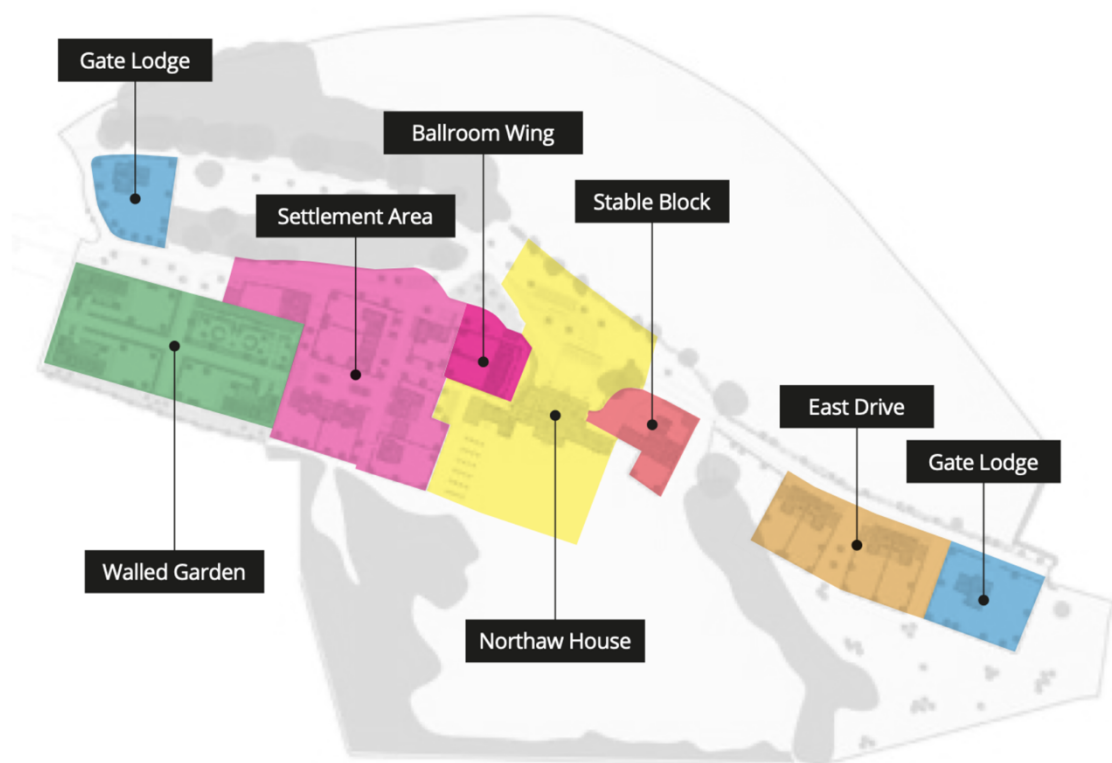 Gate Lodge
Ballroom Wing
Stable Block
Settlement Area
East Drive
Gate Lodge
Walled Garden
Northaw House